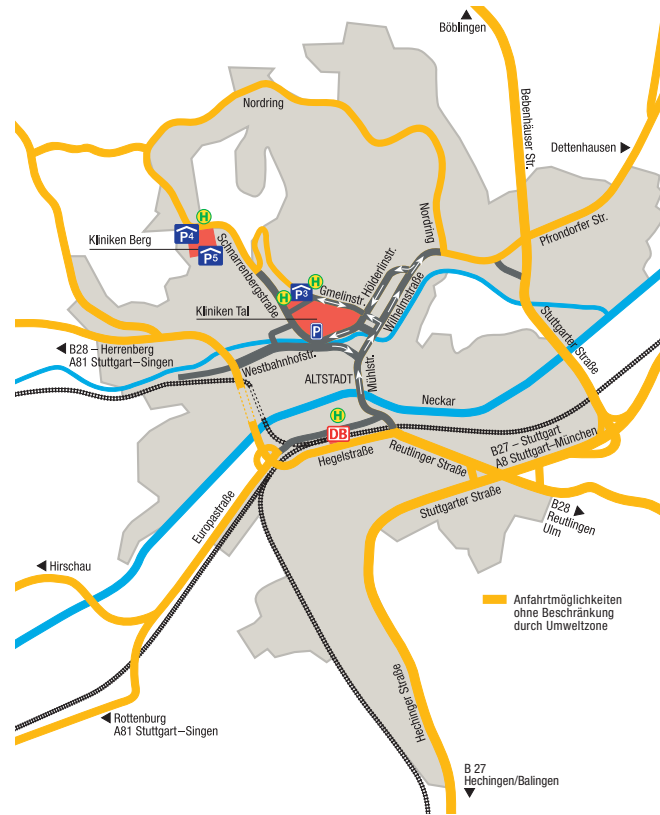 Böblingen
Bebenhäuser Str.
Nordring
Dettenhausen
Pfrondorfer Str.
H
P4
Kliniken Berg
P5
Schnarrenbergstraße
Nordring
Hölderlinstr.
Wilhelmstraße
H
H
P3
Gmelinstr.
Kliniken Tal
P
Stuttgarter Straße
B28 – Herrenberg
A81 Stuttgart–Singen
Westbahnhofstr.
ALTSTADT
Mühlstr.
Neckar
H
DB
Hegelstraße
Reutlinger Straße
B27 – Stuttgart
A8 Stuttgart–München
Stuttgarter Straße
B28
Reutlingen
Ulm
Europastraße
Hirschau
Anfahrtmöglichkeiten
ohne Beschränkung
durch Umweltzone
Hechinger Straße
Rottenburg
A81 Stuttgart–Singen
B 27
Hechingen/Balingen